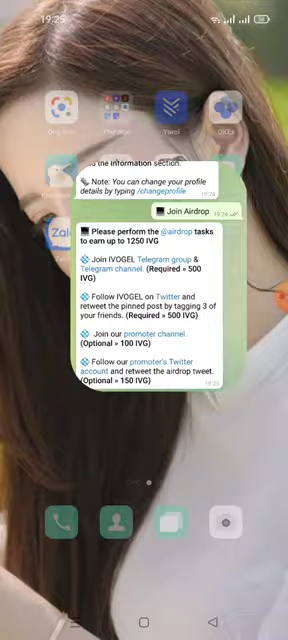 19:25
58
...d the information section.
Note: You can change your profile
details by typing /changeprofile
19:24
Join Airdrop 19:24
Please perform the @airdrop tasks
to earn up to 1250 IVG
Join IVOGEL Telegram group &
Telegram channel. (Required » 500
IVG)
Follow IVOGEL on Twitter and
retweet the pinned post by tagging 3 of
your friends. (Required » 500 IVG)
Join our promoter channel.
(Optional » 100 IVG)
Follow our promoter's Twitter
account and retweet the airdrop tweet.
(Optional » 150 IVG)
19:25